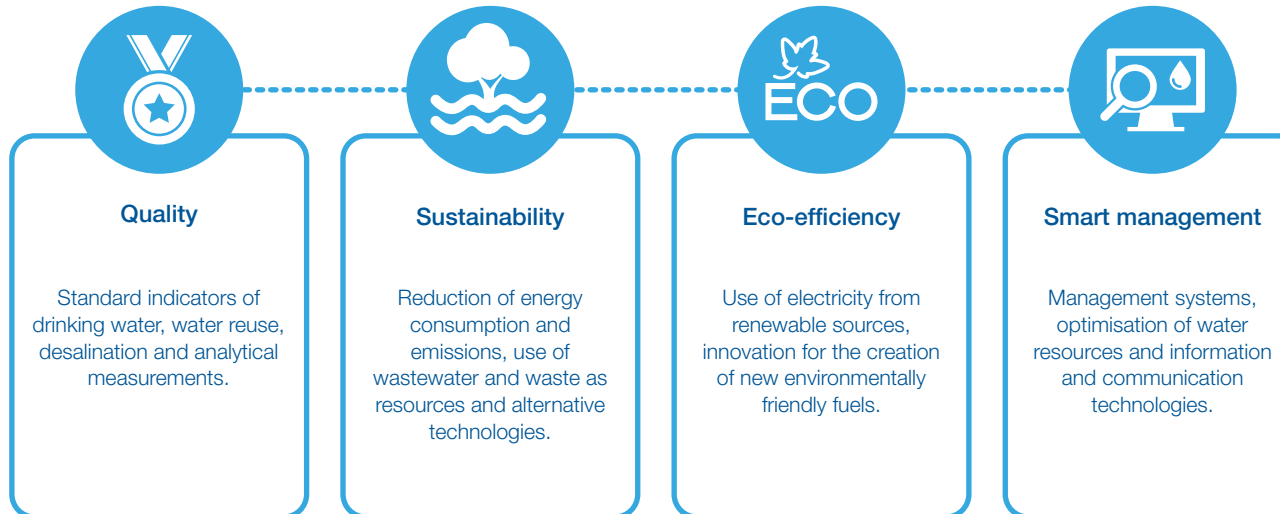 ECO
Quality
Standard indicators of
drinking water, water reuse,
desalination and analytical
measurements.
Sustainability
Reduction of energy
consumption and
emissions, use of
wastewater and waste as
resources and alternative
technologies.
Eco-efficiency
Use of electricity from
renewable sources,
innovation for the creation
of new environmentally
friendly fuels.
Smart management
Management systems,
optimisation of water
resources and information
and communication
technologies.